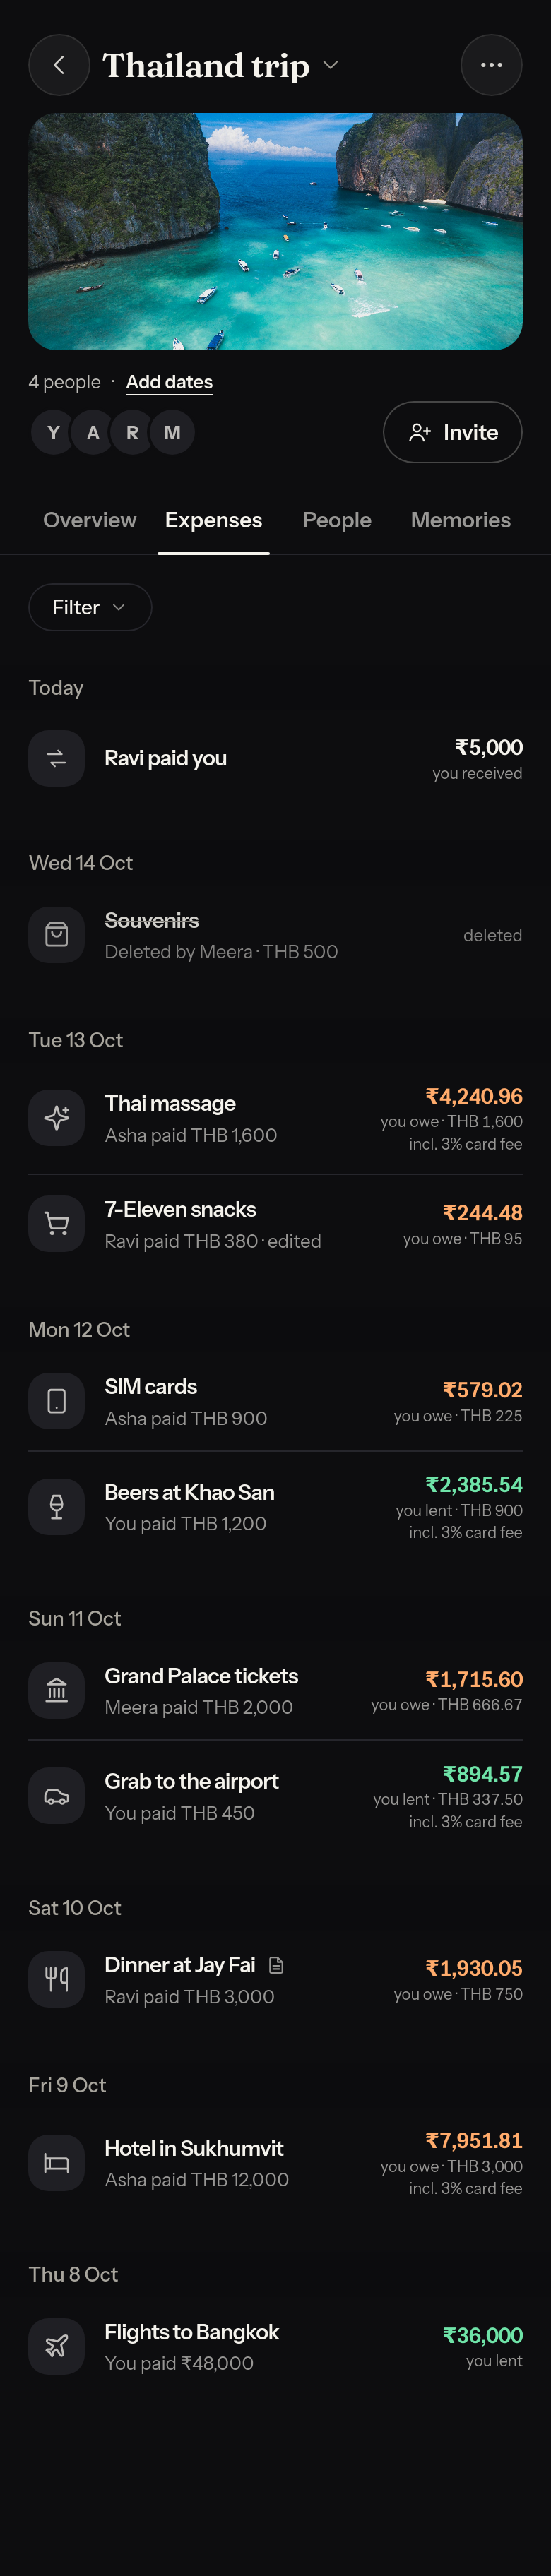 Thailand trip
4 people · Add dates
Y A R M
Invite
Overview Expenses People Memories
Filter
Today
Ravi paid you
₹5,000
you received
Wed 14 Oct
Souvenirs
Deleted by Meera · THB 500
deleted
Tue 13 Oct
Thai massage
Asha paid THB 1,600
₹4,240.96
you owe · THB 1,600
incl. 3% card fee
7-Eleven snacks
Ravi paid THB 380 · edited
₹244.48
you owe · THB 95
Mon 12 Oct
SIM cards
Asha paid THB 900
₹579.02
you owe · THB 225
Beers at Khao San
You paid THB 1,200
₹2,385.54
you lent · THB 900
incl. 3% card fee
Sun 11 Oct
Grand Palace tickets
Meera paid THB 2,000
₹1,715.60
you owe · THB 666.67
Grab to the airport
You paid THB 450
₹894.57
you lent · THB 337.50
incl. 3% card fee
Sat 10 Oct
Dinner at Jay Fai
Ravi paid THB 3,000
₹1,930.05
you owe · THB 750
Fri 9 Oct
Hotel in Sukhumvit
Asha paid THB 12,000
₹7,951.81
you owe · THB 3,000
incl. 3% card fee
Thu 8 Oct
Flights to Bangkok
You paid ₹48,000
₹36,000
you lent